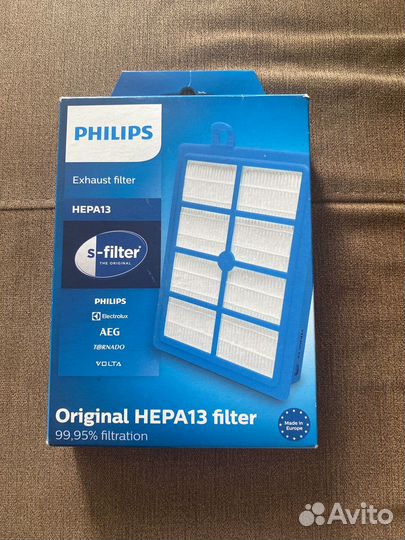 PHILIPS
Exhaust filter
HEPA13
s-filter®
THE ORIGINAL
PHILIPS
Electrolux
AEG
T@RNADO
VOLTA
Original HEPA13 filter
99,95% filtration
Made in
Europe
Avito